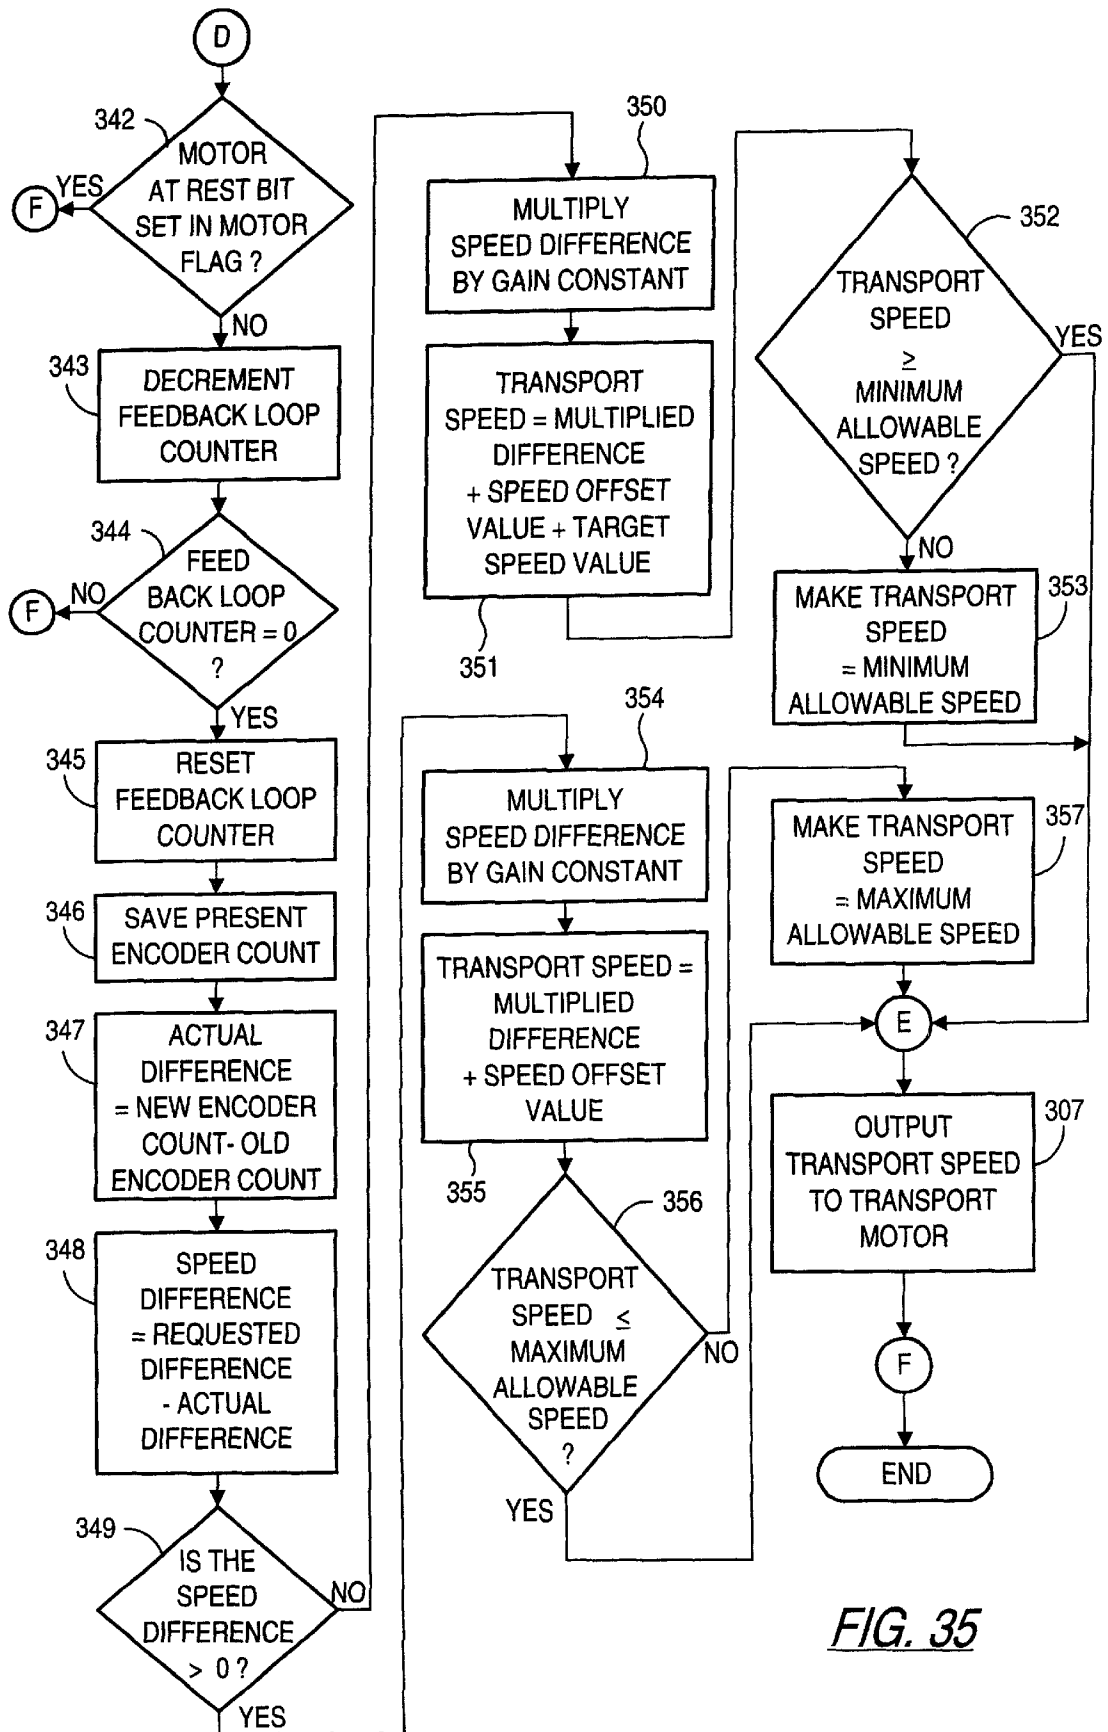 D
342
MOTOR
AT REST BIT
SET IN MOTOR
FLAG ?
YES
F
NO
343
DECREMENT
FEEDBACK LOOP
COUNTER
344
FEED
BACK LOOP
COUNTER = 0
?
NO
F
YES
345
RESET
FEEDBACK LOOP
COUNTER
346
SAVE PRESENT
ENCODER COUNT
347
ACTUAL
DIFFERENCE
= NEW ENCODER
COUNT- OLD
ENCODER COUNT
348
SPEED
DIFFERENCE
= REQUESTED
DIFFERENCE
- ACTUAL
DIFFERENCE
349
IS THE
SPEED
DIFFERENCE
> 0 ?
NO
YES
350
MULTIPLY
SPEED DIFFERENCE
BY GAIN CONSTANT
TRANSPORT
SPEED = MULTIPLIED
DIFFERENCE
+ SPEED OFFSET
VALUE + TARGET
SPEED VALUE
351
352
TRANSPORT
SPEED
≥
MINIMUM
ALLOWABLE
SPEED ?
YES
NO
353
MAKE TRANSPORT
SPEED
= MINIMUM
ALLOWABLE SPEED
354
MULTIPLY
SPEED DIFFERENCE
BY GAIN CONSTANT
TRANSPORT SPEED =
MULTIPLIED
DIFFERENCE
+ SPEED OFFSET
VALUE
355
356
TRANSPORT
SPEED ≤
MAXIMUM
ALLOWABLE
SPEED
?
NO
YES
357
MAKE TRANSPORT
SPEED
= MAXIMUM
ALLOWABLE SPEED
E
307
OUTPUT
TRANSPORT SPEED
TO TRANSPORT
MOTOR
F
END
FIG. 35